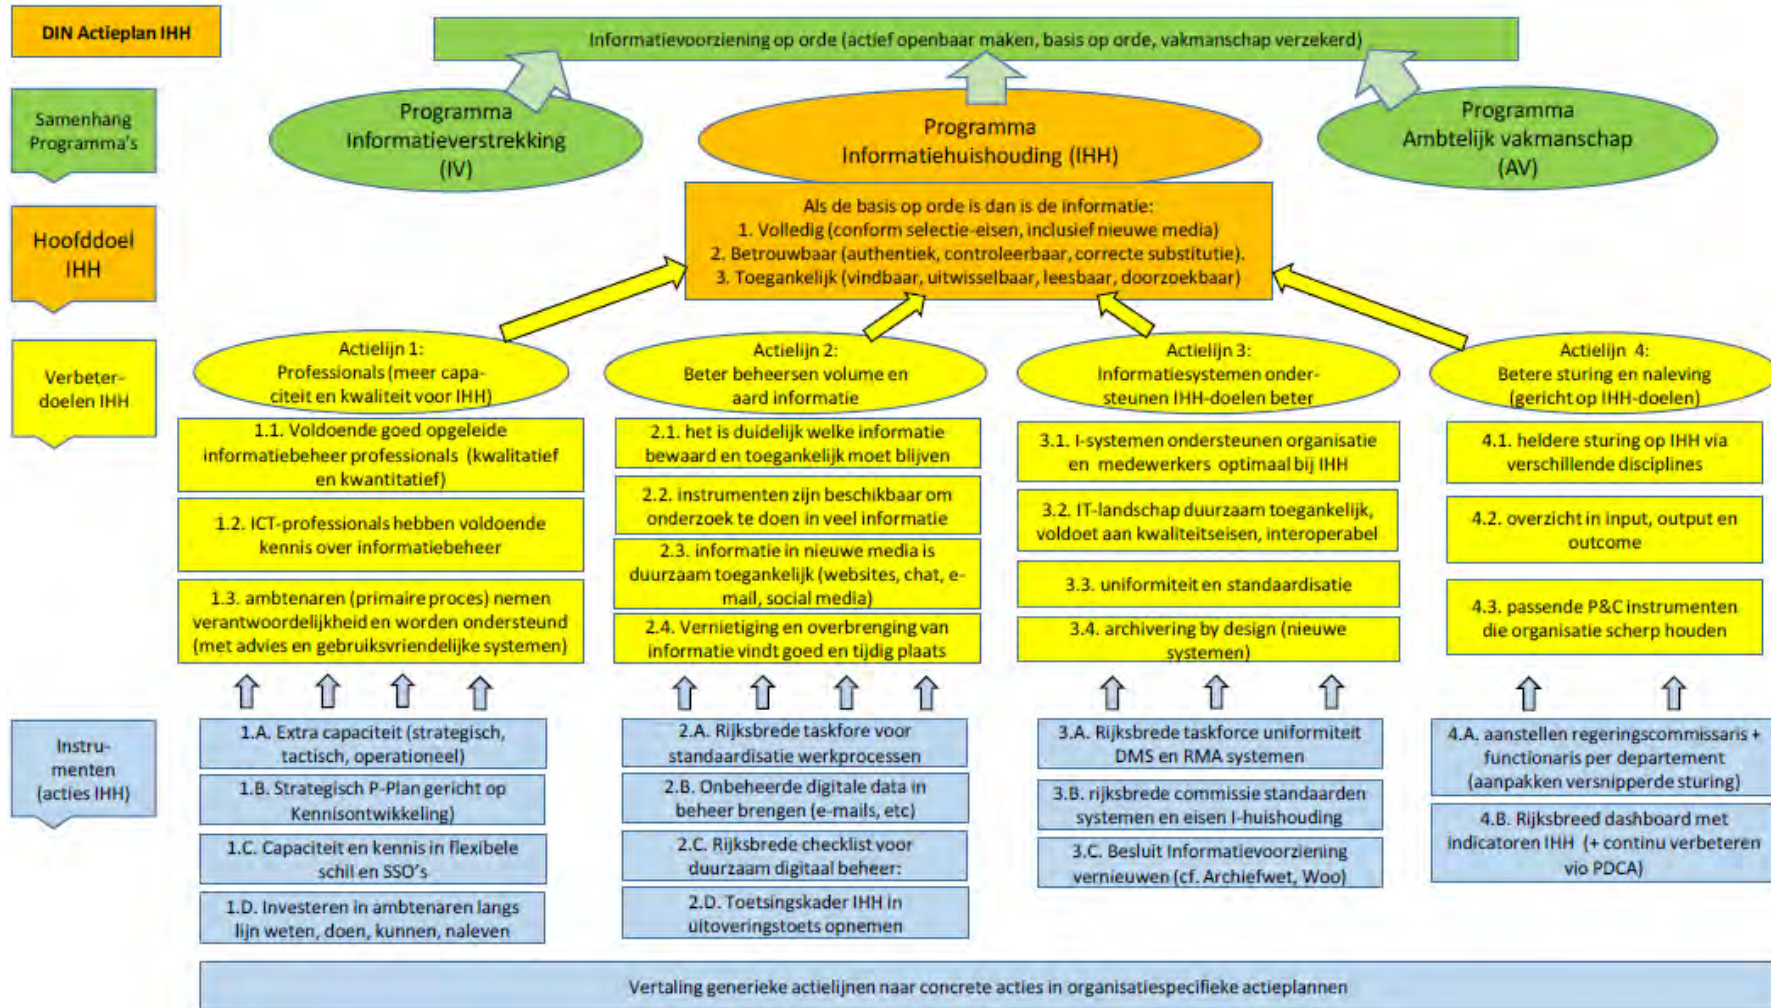 DIN Actieplan IHH
Informatievoorziening op orde (actief openbaar maken, basis op orde, vakmanschap verzekerd)
Samenhang
Programma's
Programma
Informatieverstrekking
(IV)
Programma
Informatiehuishouding (IHH)
Programma
Ambtelijk vakmanschap
(AV)
Hoofddoel
IHH
Als de basis op orde is dan is de informatie:
1. Volledig (conform selectie-eisen, inclusief nieuwe media)
2. Betrouwbaar (authentiek, controleerbaar, correcte substitutie).
3. Toegankelijk (vindbaar, uitwisselbaar, leesbaar, doorzoekbaar)
Verbeter-
doelen IHH
Actielijn 1:
Professionals (meer capa-
citeit en kwaliteit voor IHH)
1.1. Voldoende goed opgeleide
informatiebeheer professionals (kwalitatief
en kwantitatief)
1.2. ICT-professionals hebben voldoende
kennis over informatiebeheer
1.3. ambtenaren (primaire proces) nemen
verantwoordelijkheid en worden ondersteund
(met advies en gebruiksvriendelijke systemen)
Actielijn 2:
Beter beheersen volume en
aard informatie
2.1. het is duidelijk welke informatie
bewaard en toegankelijk moet blijven
2.2. instrumenten zijn beschikbaar om
onderzoek te doen in veel informatie
2.3. informatie in nieuwe media is
duurzaam toegankelijk (websites, chat, e-
mail, social media)
2.4. Vernietiging en overbrenging van
informatie vindt goed en tijdig plaats
Actielijn 3:
Informatiesystemen onder-
steunen IHH-doelen beter
3.1. I-systemen ondersteunen organisatie
en medewerkers optimaal bij IHH
3.2. IT-landschap duurzaam toegankelijk,
voldoet aan kwaliteitseisen, interoperabel
3.3. uniformiteit en standaardisatie
3.4. archivering by design (nieuwe
systemen)
Actielijn 4:
Betere sturing en naleving
(gericht op IHH-doelen)
4.1. heldere sturing op IHH via
verschillende disciplines
4.2. overzicht in input, output en
outcome
4.3. passende P&C instrumenten
die organisatie scherp houden
Instru-
menten
(acties IHH)
1.A. Extra capaciteit (strategisch,
tactisch, operationeel)
1.B. Strategisch P-Plan gericht op
Kennisontwikkeling)
1.C. Capaciteit en kennis in flexibele
schil en SSO's
1.D. Investeren in ambtenaren langs
lijn weten, doen, kunnen, naleven
2.A. Rijksbrede taskfore voor
standaardisatie werkprocessen
2.B. Onbeheerde digitale data in
beheer brengen (e-mails, etc)
2.C. Rijksbrede checklist voor
duurzaam digitaal beheer:
2.D. Toetsingskader IHH in
uitoveringstoets opnemen
3.A. Rijksbrede taskforce uniformiteit
DMS en RMA systemen
3.B. rijksbrede commissie standaarden
systemen en eisen I-huishouding
3.C. Besluit Informatievoorziening
vernieuwen (cf. Archiefwet, Woo)
4.A. aanstellen regeringscommissaris +
functionaris per departement
(aanpakken versnipperde sturing)
4.B. Rijksbreed dashboard met
indicatoren IHH (+ continu verbeteren
vio PDCA)
Vertaling generieke actielijnen naar concrete acties in organisatiespecifieke actieplannen